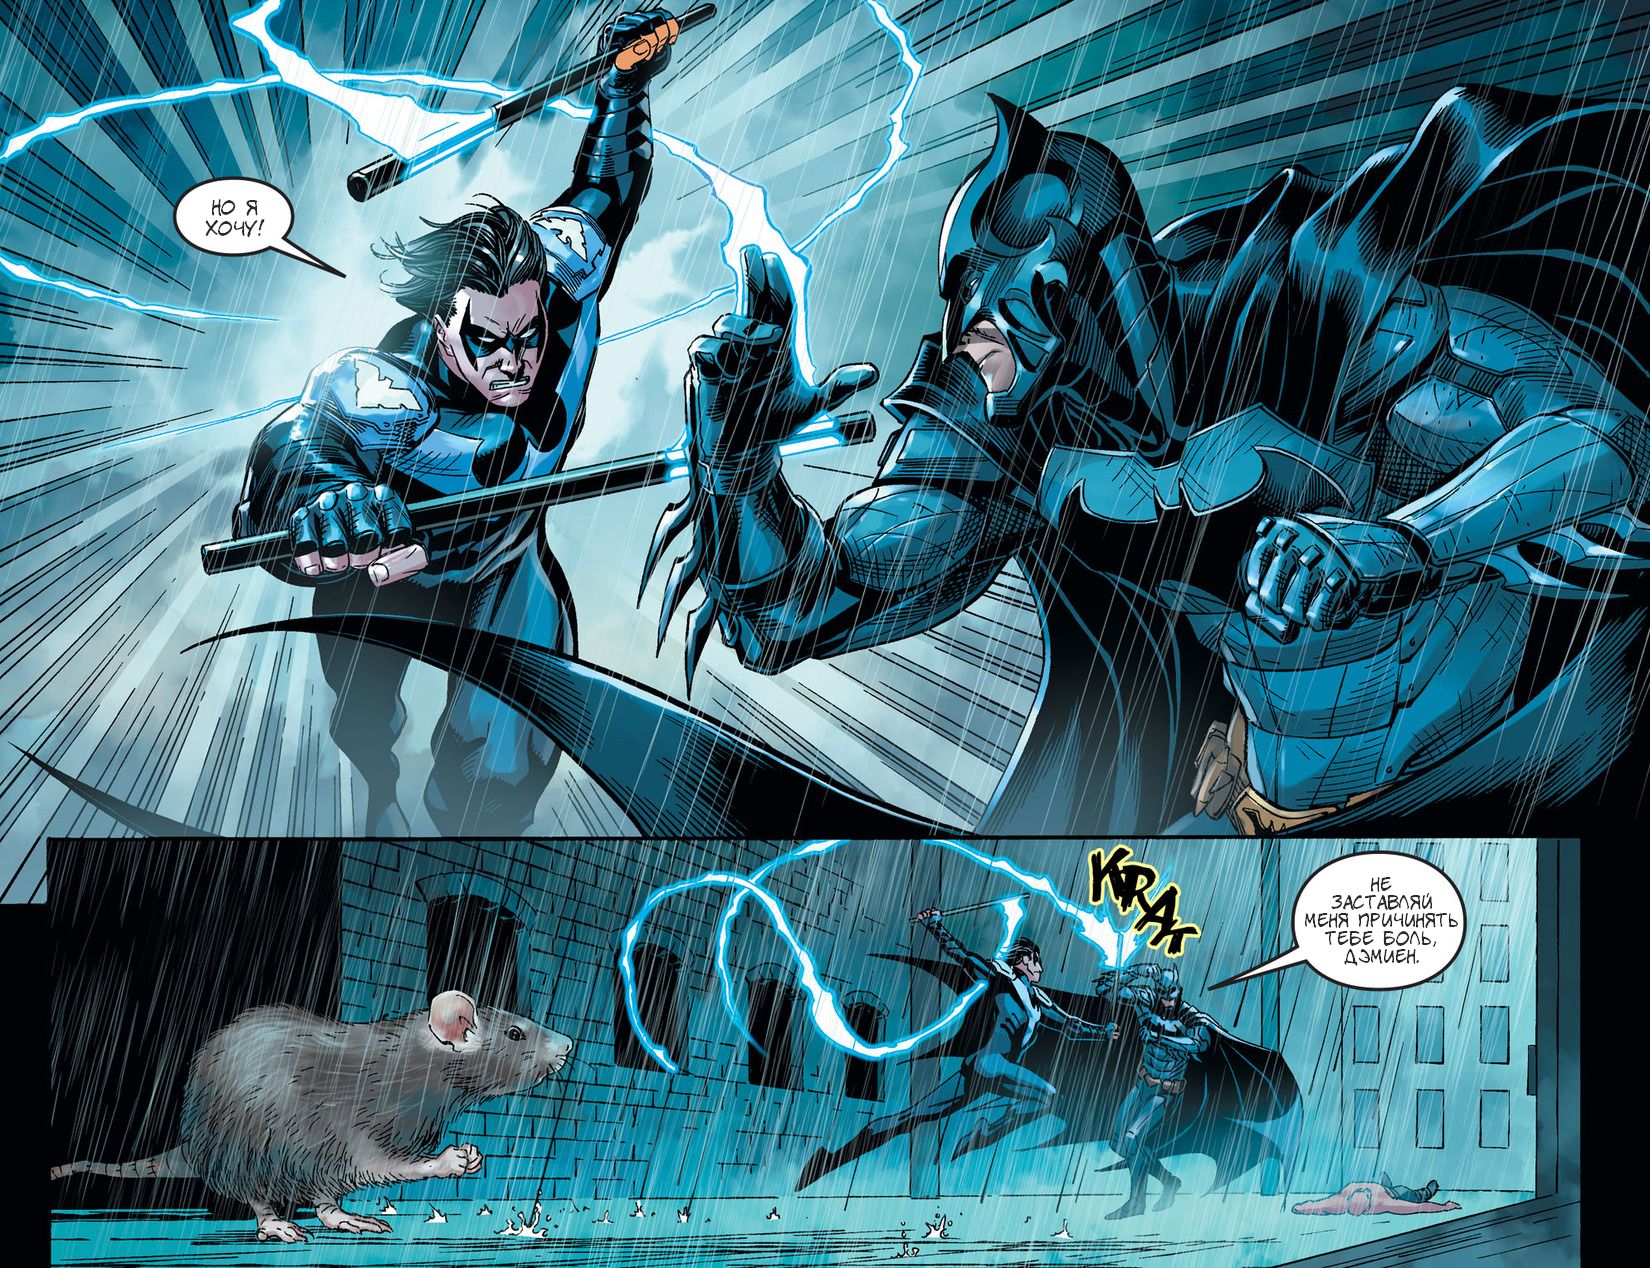 НО Я
ХОЧУ!
KRAK
НЕ
ЗАСТАВЛЯЙ
МЕНЯ ПРИЧИНЯТЬ
ТЕБЕ БОЛЬ,
ДЭМИЕН.